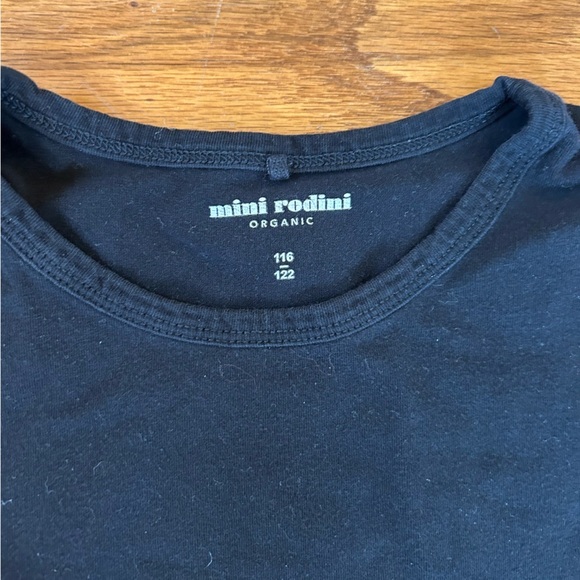 mini rodini
ORGANIC
116
122